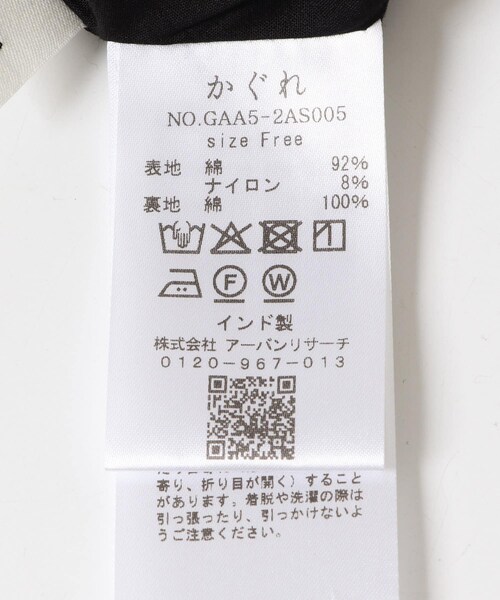 かぐれ
NO.GAA5-2AS005
size Free
表地 綿 92%
ナイロン 8%
裏地 綿 100%
F W
インド製
株式会社 アーバンリサーチ
0120-967-013
寄り、折り目が開く)すること
があります。着脱や洗濯の際は
引っ張ったり、引っかけないよ
うご注意ください。